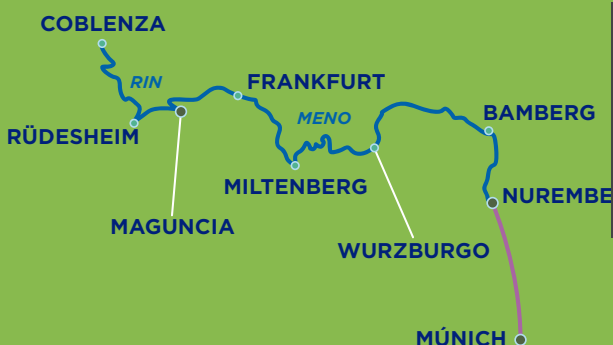 COBLENZA
RIN
FRANKFURT
MENO
BAMBERG
RÜDESHEIM
MILTENBERG
NUREMBE
MAGUNCIA
WURZBURGO
MÚNICH